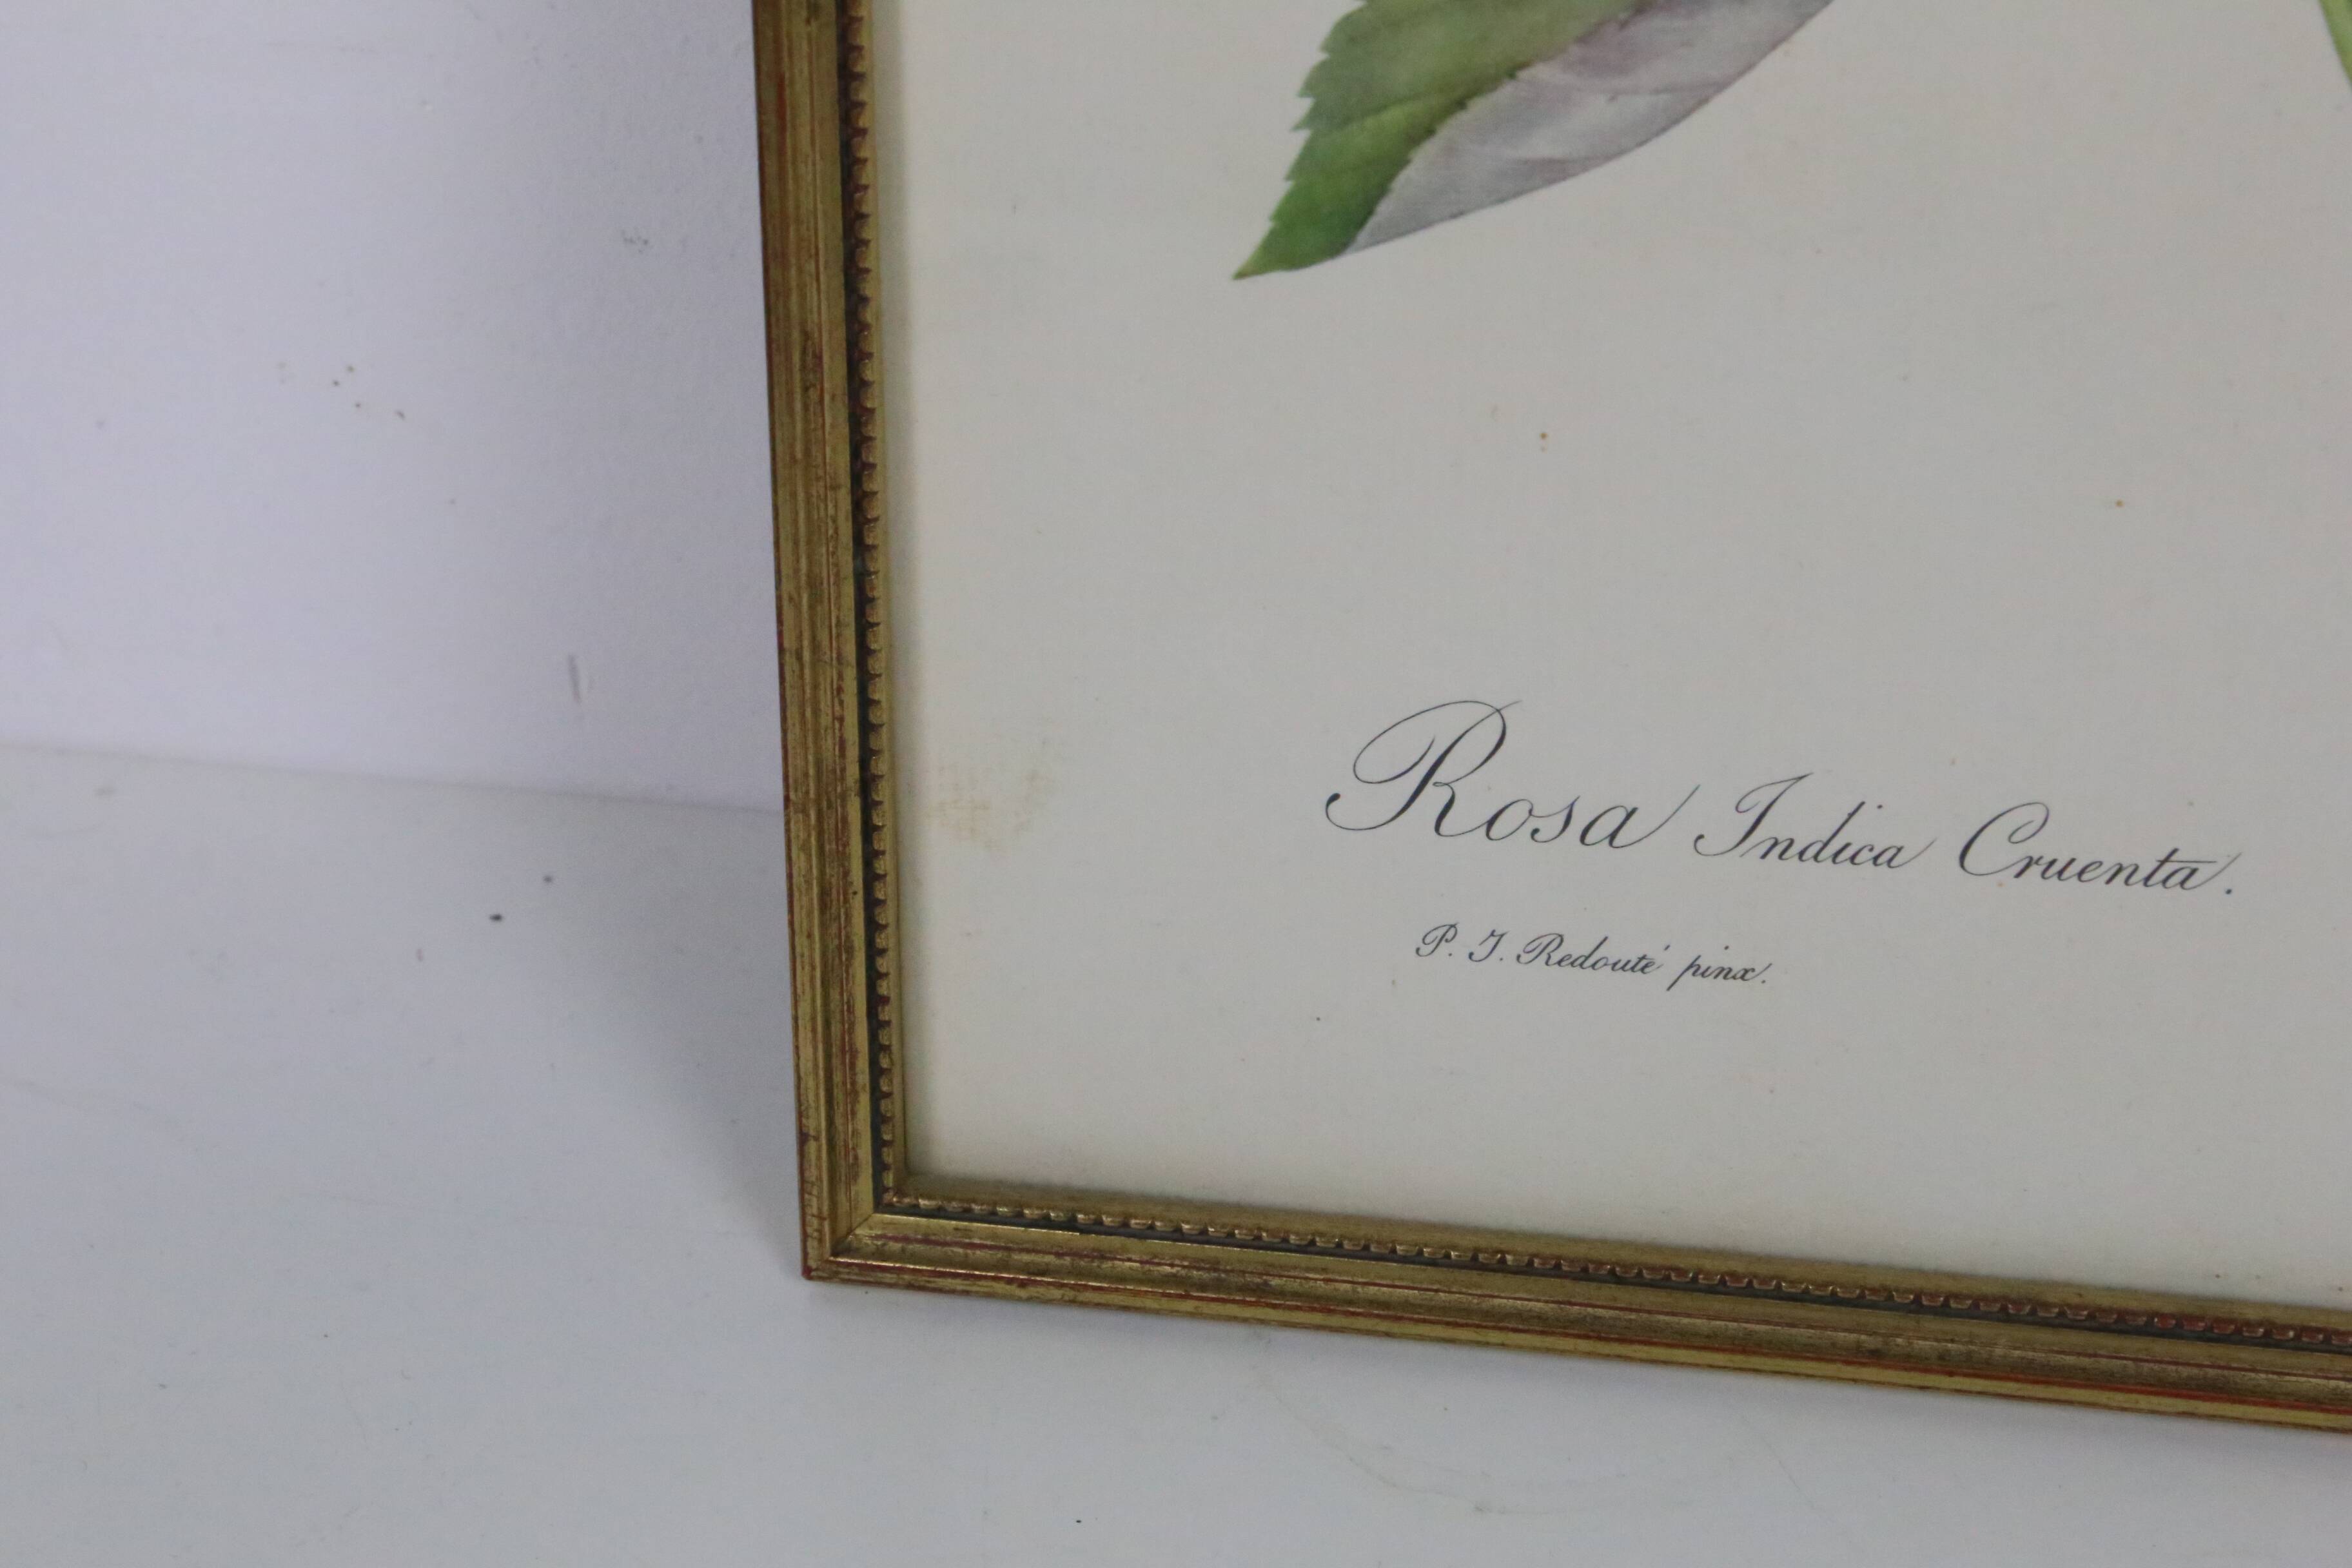 Rosa Indica Cruenta.
P. J. Redouté pinx.